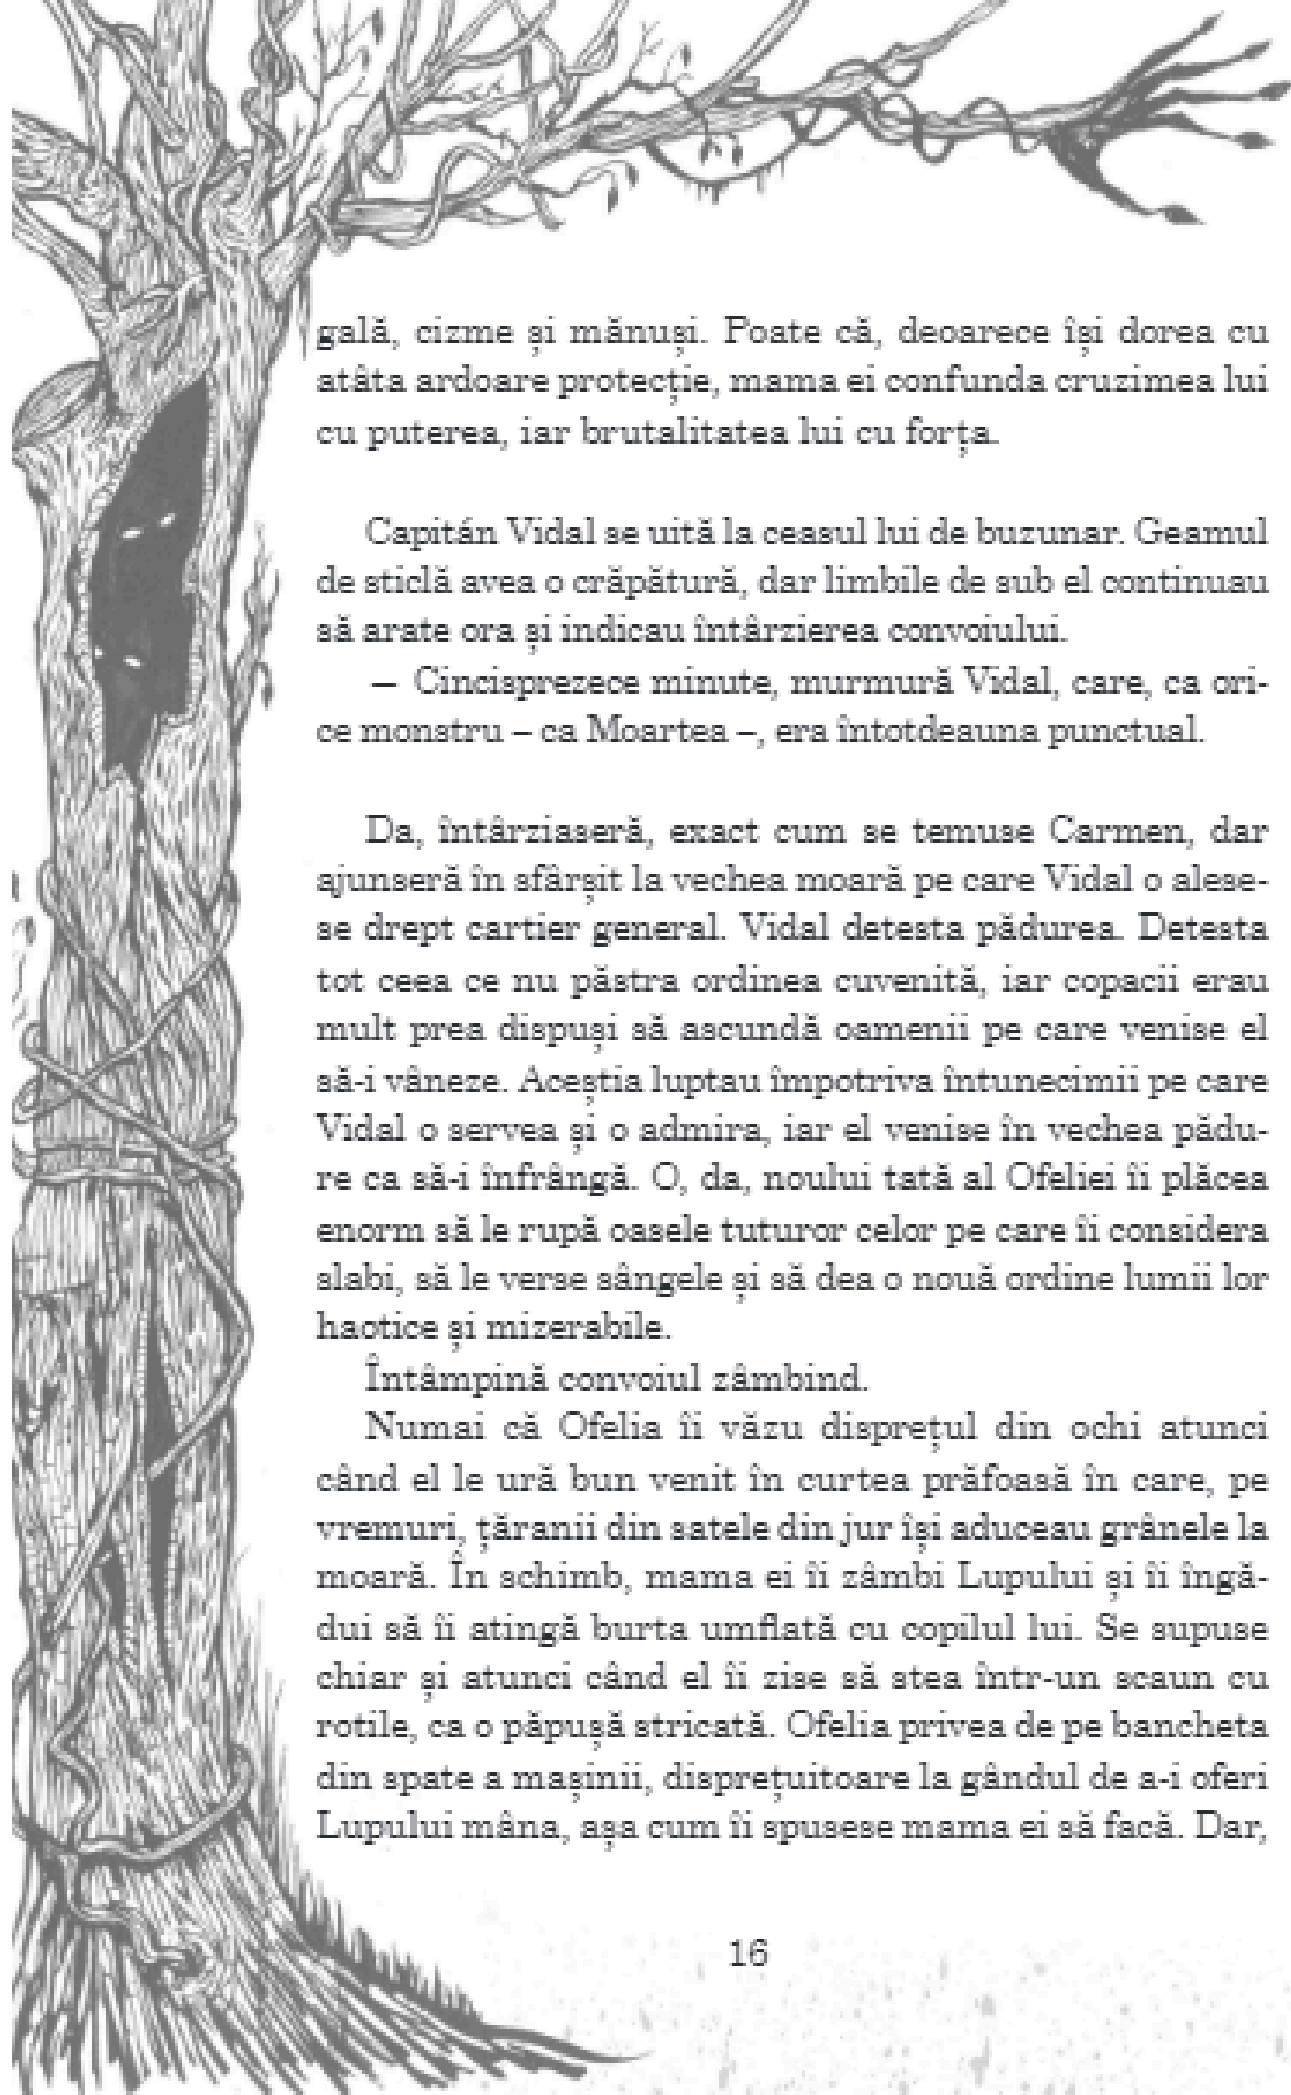 gală, cizme și mănuși. Poate că, deoarece își dorea cu
atâta ardoare protecție, mama ei confunda cruzimea lui
cu puterea, iar brutalitatea lui cu forța.
Capitán Vidal se uită la ceasul lui de buzunar. Geamul
de sticlă avea o crăpătură, dar limbile de sub el continuau
să arate ora și indicau întârzierea convoiului.
— Cincisprezece minute, murmură Vidal, care, ca ori-
ce monstru – ca Moartea –, era întotdeauna punctual.
Da, întârziaseră, exact cum se temuse Carmen, dar
ajunseră în sfârșit la vechea moară pe care Vidal o alese-
se drept cartier general. Vidal detesta pădurea. Detesta
tot ceea ce nu păstra ordinea cuvenită, iar copacii erau
mult prea dispuși să ascundă oamenii pe care venise el
să-i vâneze. Aceștia luptau împotriva întunecimii pe care
Vidal o servea și o admira, iar el venise în vechea pădu-
re ca să-i înfrângă. O, da, noului tată al Ofeliei îi plăcea
enorm să le rupă oasele tuturor celor pe care îi considera
slabi, să le verse sângele și să dea o nouă ordine lumii lor
haotice și mizerabile.
Întâmpină convoiul zâmbind.
Numai că Ofelia îi văzu disprețul din ochi atunci
când el le ură bun venit în curtea prăfoasă în care, pe
vremuri, țăranii din satele din jur își aduceau grânele la
moară. În schimb, mama ei îi zâmbi Lupului și îi îngă-
dui să îi atingă burta umflată cu copilul lui. Se supuse
chiar și atunci când el îi zise să stea într-un scaun cu
rotile, ca o păpușă stricată. Ofelia privea de pe bancheta
din spate a mașinii, disprețuitoare la gândul de a-i oferi
Lupului mâna, așa cum îi spusese mama ei să facă. Dar,
16